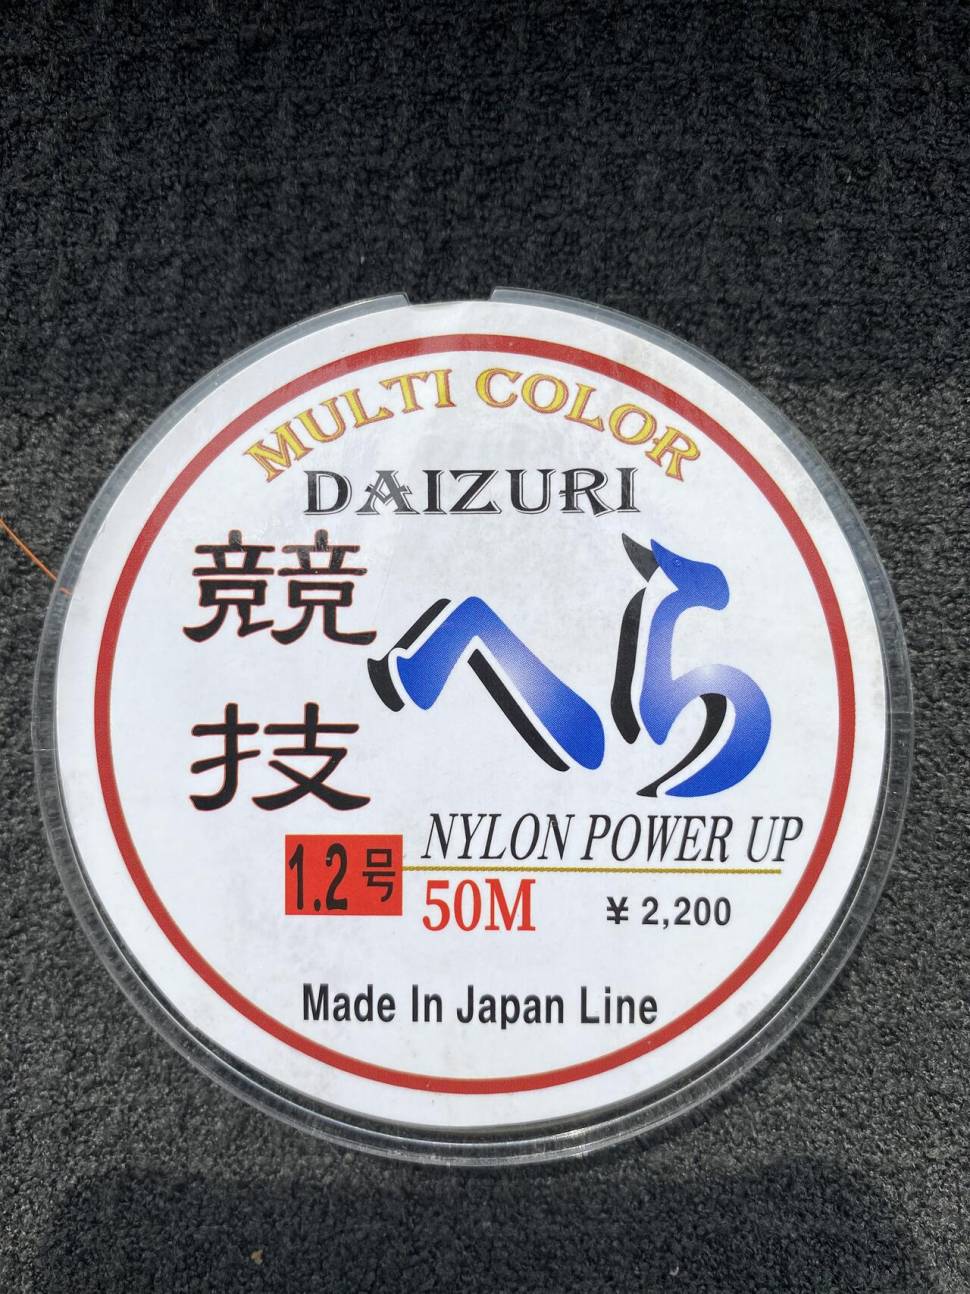 MULTI COLOR
DAIZURI
競技
へら
NYLON POWER UP
1.2号
50M
¥ 2,200
Made In Japan Line